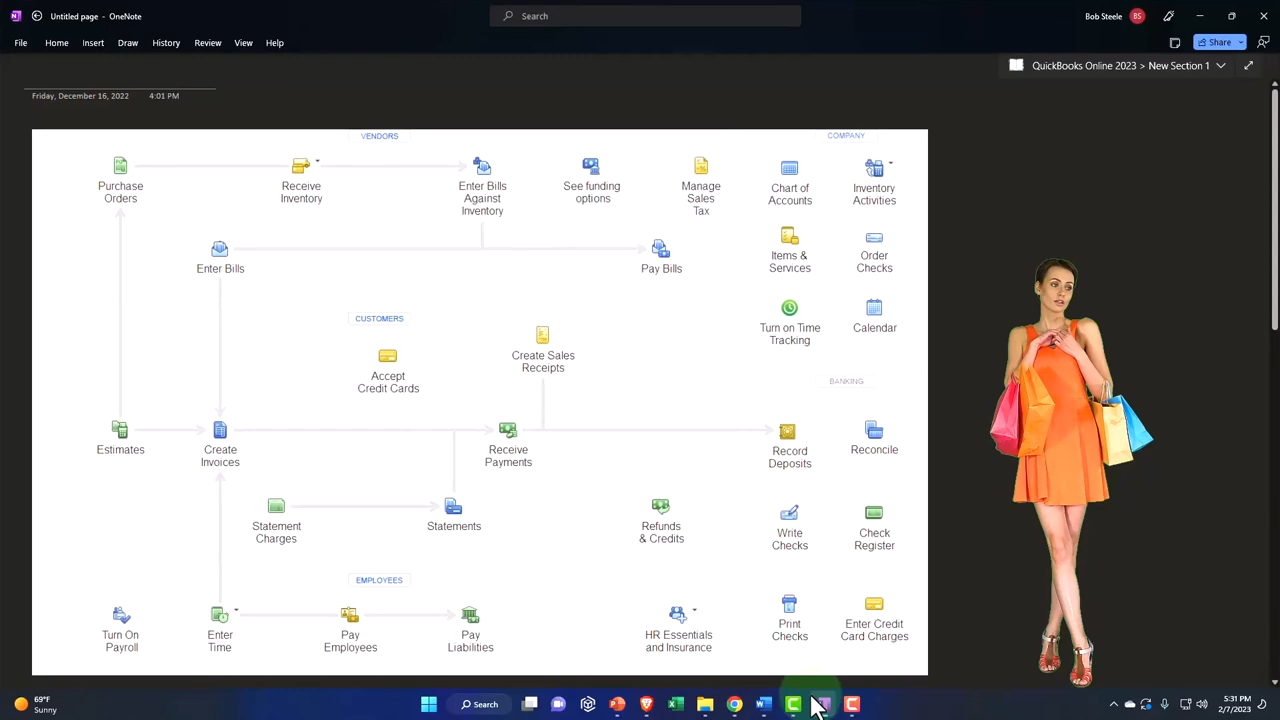 Untitled page - OneNote
Search
Bob Steele
BS
File
Home
Insert
Draw
History
Review
View
Help
Share
QuickBooks Online 2023 > New Section 1
Friday, December 16, 2022
4:01 PM
VENDORS
COMPANY
Purchase
Orders
Receive
Inventory
Enter Bills
Against
Inventory
See funding
options
Manage
Sales
Tax
Chart of
Accounts
Inventory
Activities
Enter Bills
Pay Bills
Items &
Services
Order
Checks
CUSTOMERS
Turn on Time
Tracking
Calendar
Create Sales
Receipts
Accept
Credit Cards
BANKING
Estimates
Create
Invoices
Receive
Payments
Record
Deposits
Reconcile
Statement
Charges
Statements
Refunds
& Credits
Write
Checks
Check
Register
EMPLOYEES
Turn On
Payroll
Enter
Time
Pay
Employees
Pay
Liabilities
HR Essentials
and Insurance
Print
Checks
Enter Credit
Card Charges
69°F
Sunny
Search
5:31 PM
2/7/2023